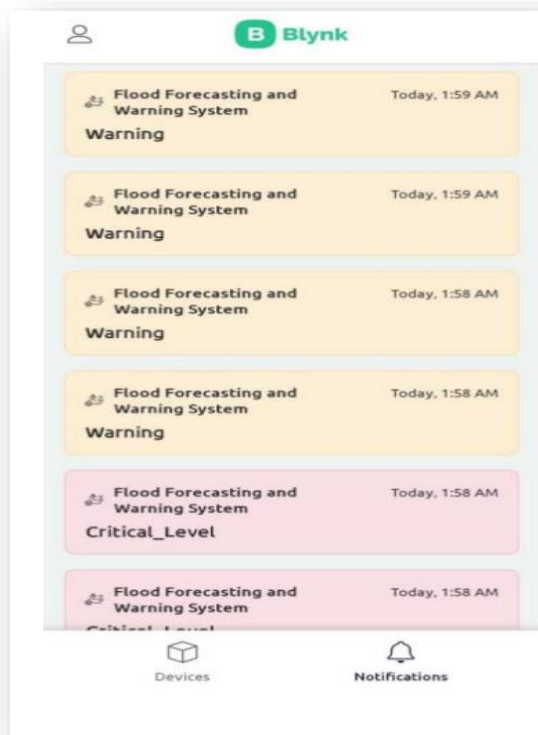 B Blynk
Flood Forecasting and Today, 1:59 AM
Warning System
Warning
Flood Forecasting and Today, 1:59 AM
Warning System
Warning
Flood Forecasting and Today, 1:58 AM
Warning System
Warning
Flood Forecasting and Today, 1:58 AM
Warning System
Warning
Flood Forecasting and Today, 1:58 AM
Warning System
Critical_Level
Flood Forecasting and Today, 1:58 AM
Warning System
Critical_Level
Devices Notifications